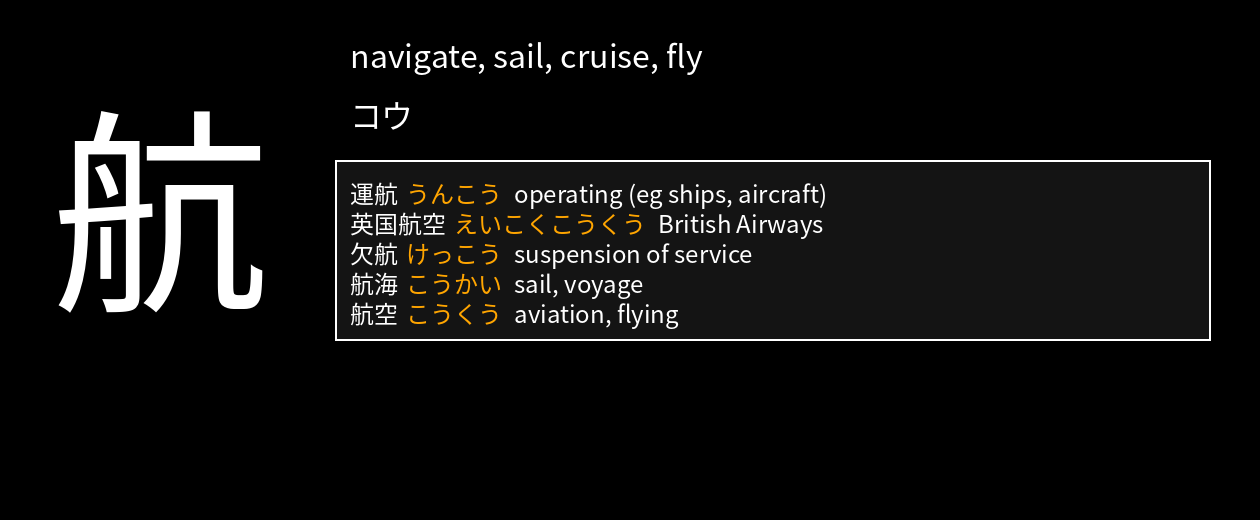 航
navigate, sail, cruise, fly
コウ
運航 うんこう operating (eg ships, aircraft)
英国航空 えいこくこうくう British Airways
欠航 けっこう suspension of service
航海 こうかい sail, voyage
航空 こうくう aviation, flying